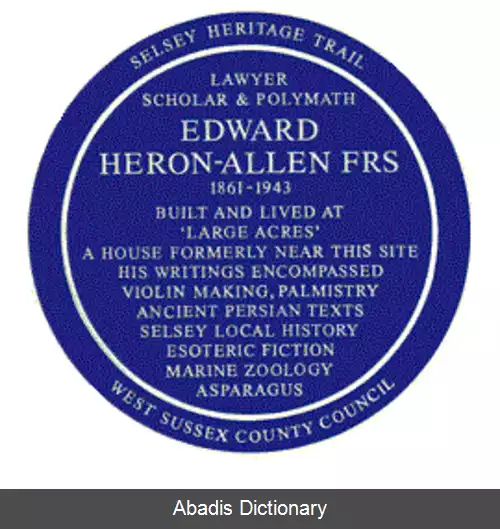 SELSEY HERITAGE TRAIL
LAWYER
SCHOLAR & POLYMATH
EDWARD
HERON-ALLEN FRS
1861-1943
BUILT AND LIVED AT
‘LARGE ACRES’
A HOUSE FORMERLY NEAR THIS SITE
HIS WRITINGS ENCOMPASSED
VIOLIN MAKING, PALMISTRY
ANCIENT PERSIAN TEXTS
SELSEY LOCAL HISTORY
ESOTERIC FICTION
MARINE ZOOLOGY
ASPARAGUS
WEST SUSSEX COUNTY COUNCIL
Abadis Dictionary